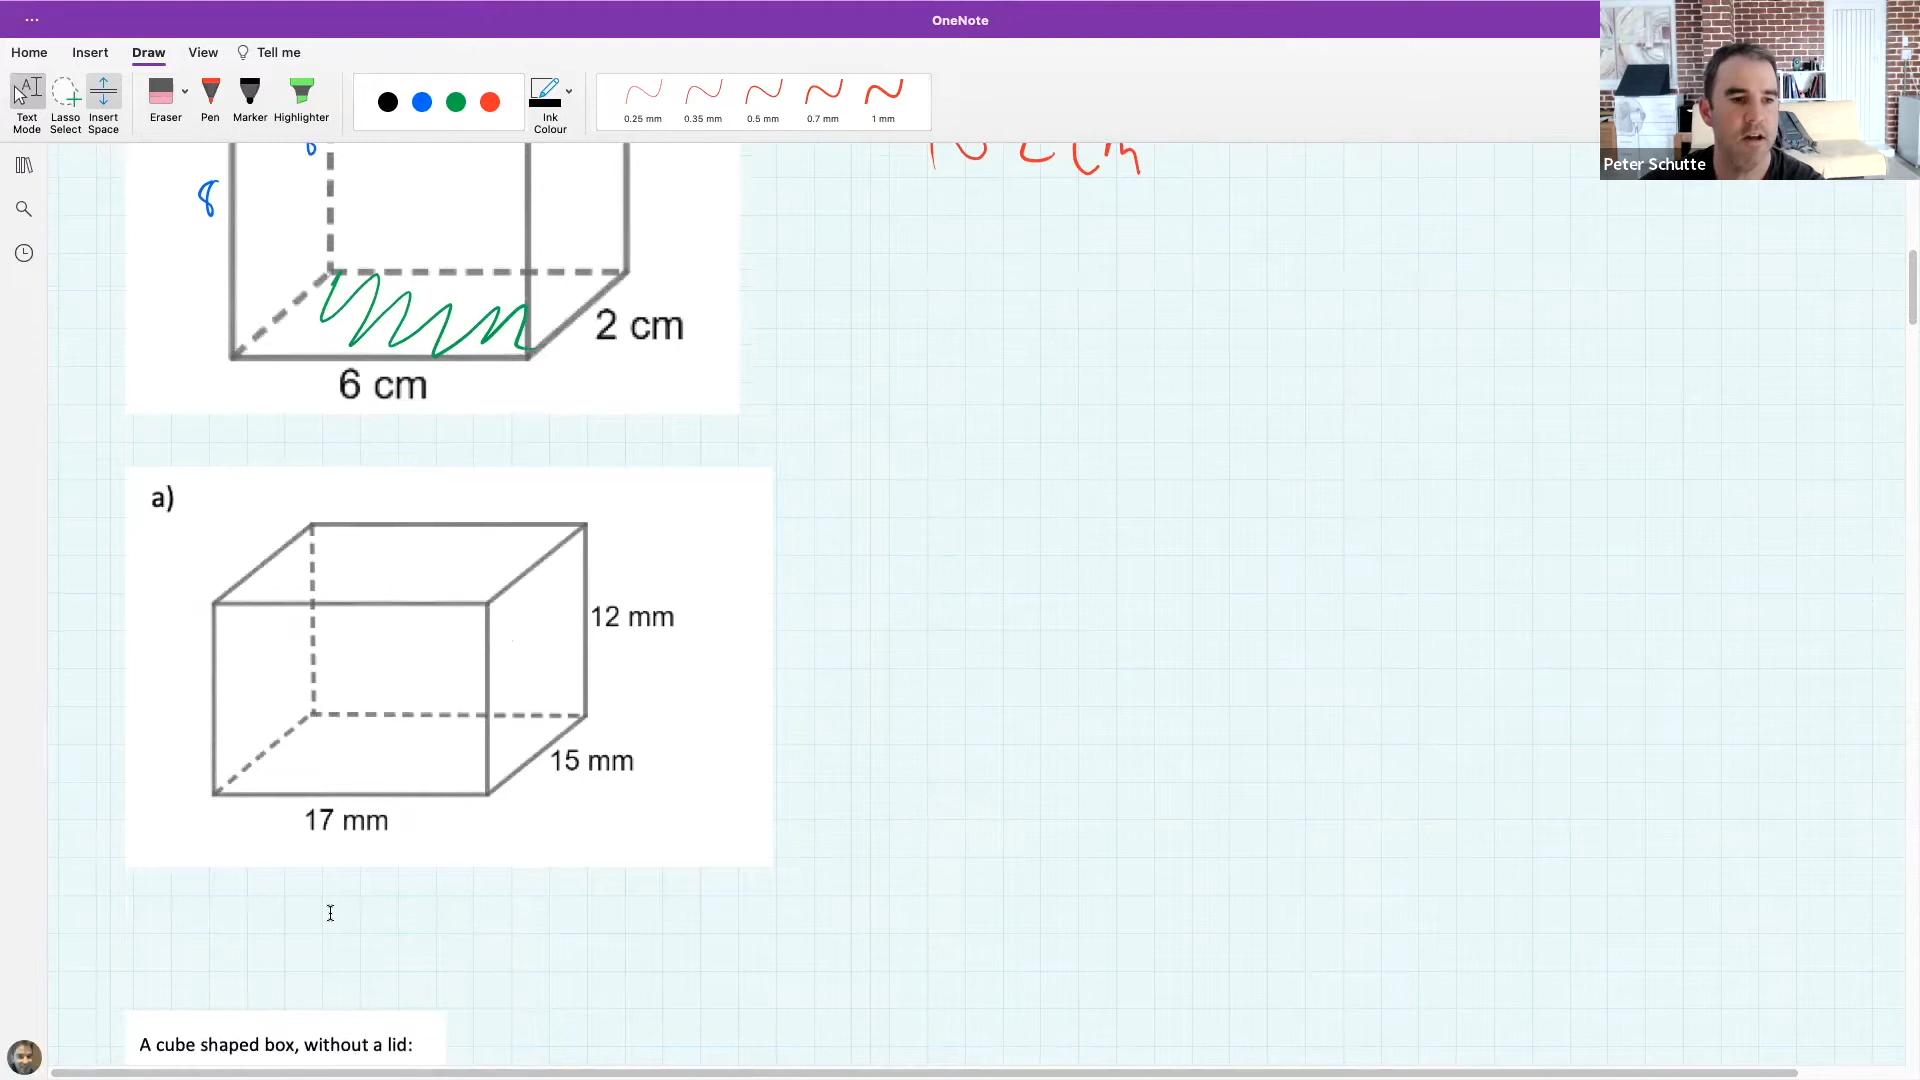 OneNote
Home Insert Draw View Tell me
Text Mode
Lasso Select
Insert Space
Eraser
Pen
Marker
Highlighter
Ink Colour
0.25 mm
0.35 mm
0.5 mm
0.7 mm
1 mm
Peter Schutte
8
2 cm
6 cm
a)
12 mm
15 mm
17 mm
A cube shaped box, without a lid: